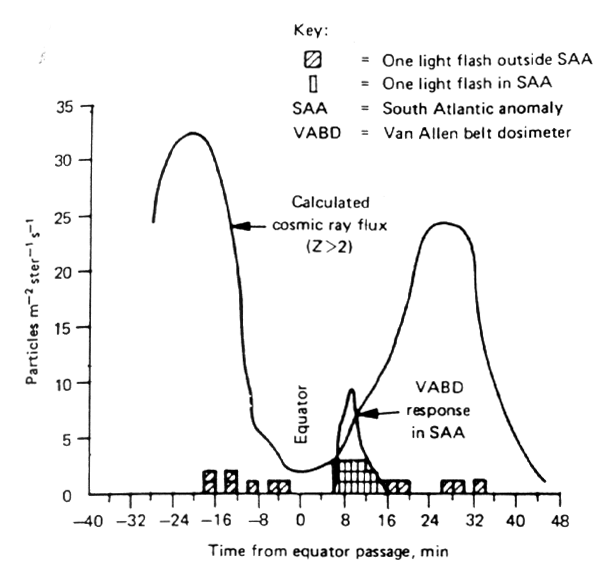 Key:
= One light flash outside SAA
= One light flash in SAA
SAA = South Atlantic anomaly
VABD = Van Allen belt dosimeter
35
30
25
20
15
10
5
0
Particles m⁻² ster⁻¹ s⁻¹
Calculated
cosmic ray flux
(Z>2)
Equator
VABD
response
in SAA
−40 −32 −24 −16 −8 0 8 16 24 32 40 48
Time from equator passage, min